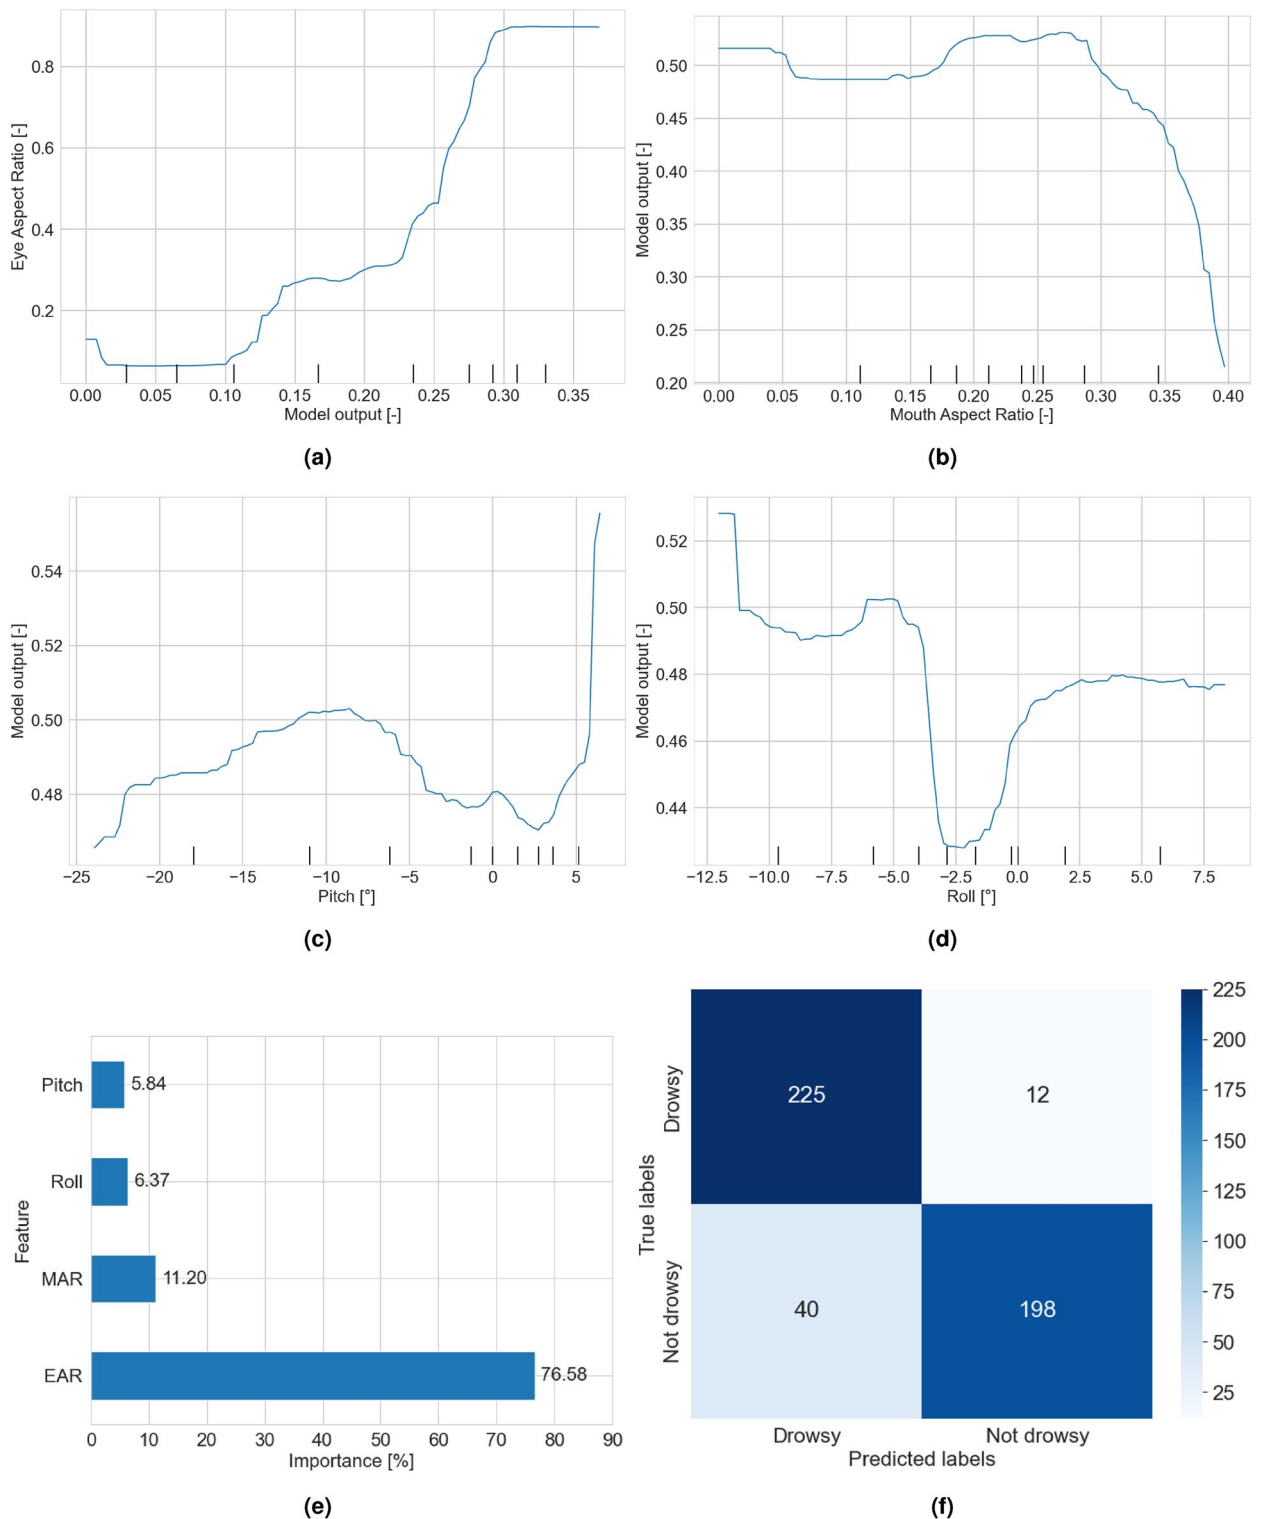 0.8
0.6
0.4
0.2
Eye Aspect Ratio [-]
0.00 0.05 0.10 0.15 0.20 0.25 0.30 0.35
Model output [-]
(a)
0.50
0.45
0.40
0.35
0.30
0.25
0.20
Model output [-]
0.00 0.05 0.10 0.15 0.20 0.25 0.30 0.35 0.40
Mouth Aspect Ratio [-]
(b)
0.54
0.52
0.50
0.48
Model output [-]
−25 −20 −15 −10 −5 0 5
Pitch [°]
(c)
0.52
0.50
0.48
0.46
0.44
Model output [-]
−12.5 −10.0 −7.5 −5.0 −2.5 0.0 2.5 5.0 7.5
Roll [°]
(d)
Feature
Pitch 5.84
Roll 6.37
MAR 11.20
EAR 76.58
0 10 20 30 40 50 60 70 80 90
Importance [%]
(e)
True labels
Drowsy
225 12
Not drowsy
40 198
Drowsy Not drowsy
Predicted labels
225
200
175
150
125
100
75
50
25
(f)